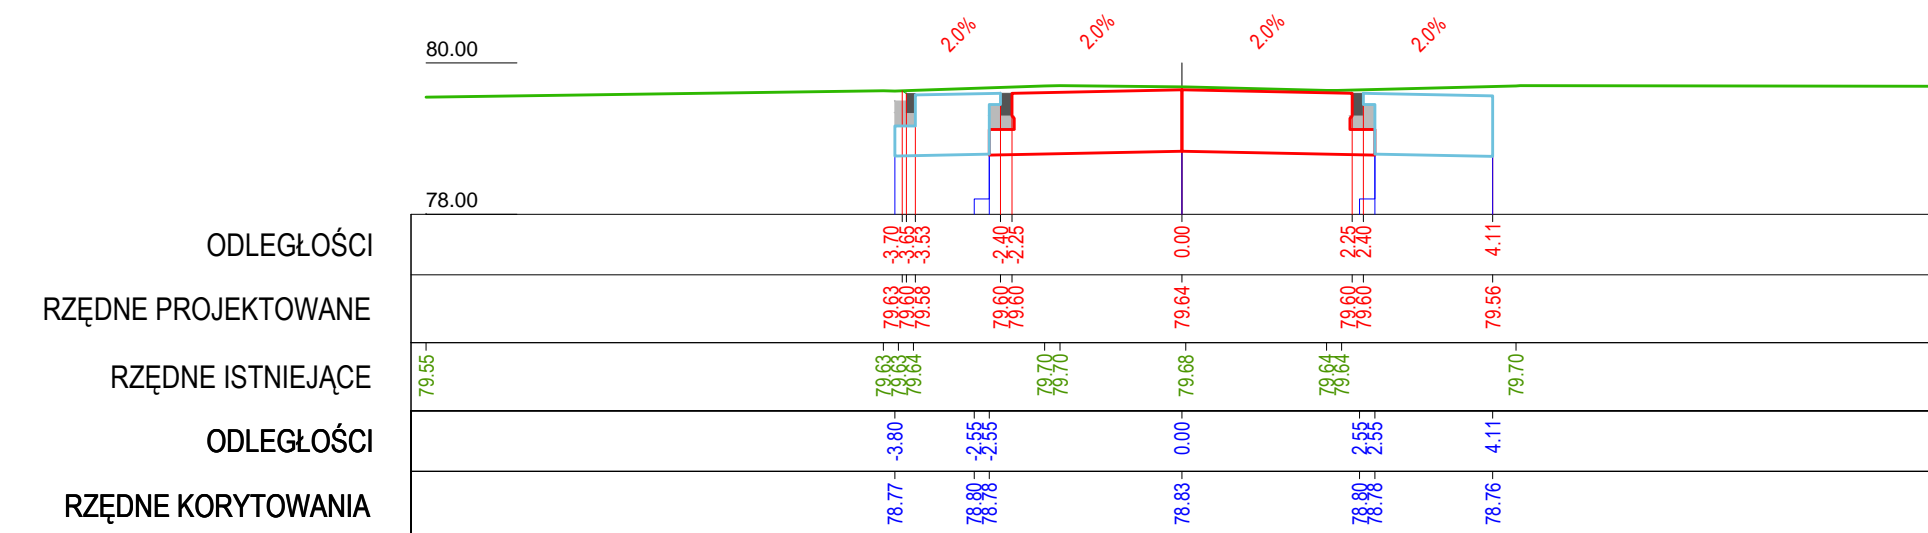 2.0% 2.0% 2.0% 2.0%
80.00
78.00
ODLEGŁOŚCI -3.70 -3.65 -3.53 -2.40 -2.25 0.00 2.25 2.40 4.11
RZĘDNE PROJEKTOWANE 79.63 79.60 79.58 79.60 79.60 79.64 79.60 79.60 79.56
RZĘDNE ISTNIEJĄCE 79.55 79.63 79.63 79.64 79.70 79.70 79.68 79.64 79.64 79.70
ODLEGŁOŚCI -3.80 -2.55 -2.55 0.00 2.55 2.55 4.11
RZĘDNE KORYTOWANIA 78.77 78.80 78.78 78.83 78.80 78.78 78.76